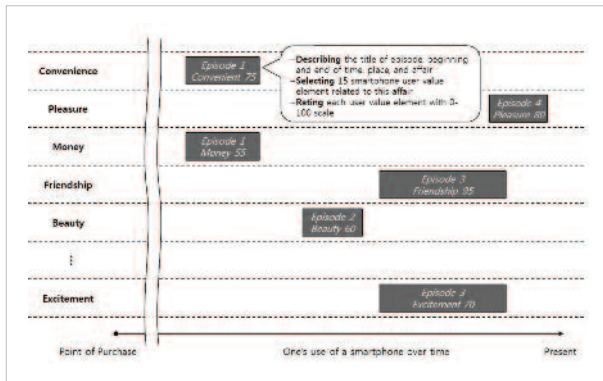 Convenience
Episode 1
Convenient 75
–Describing the title of episode, beginning
and end of time, place, and affair
–Selecting 15 smartphone user value
element related to this affair
–Rating each user value element with 0-
100 scale
Pleasure
Episode 4
Pleasure 80
Money
Episode 1
Money 55
Friendship
Episode 3
Friendship 95
Beauty
Episode 2
Beauty 60
⋮
Excitement
Episode 3
Excitement 70
Point of Purchase
One's use of a smartphone over time
Present